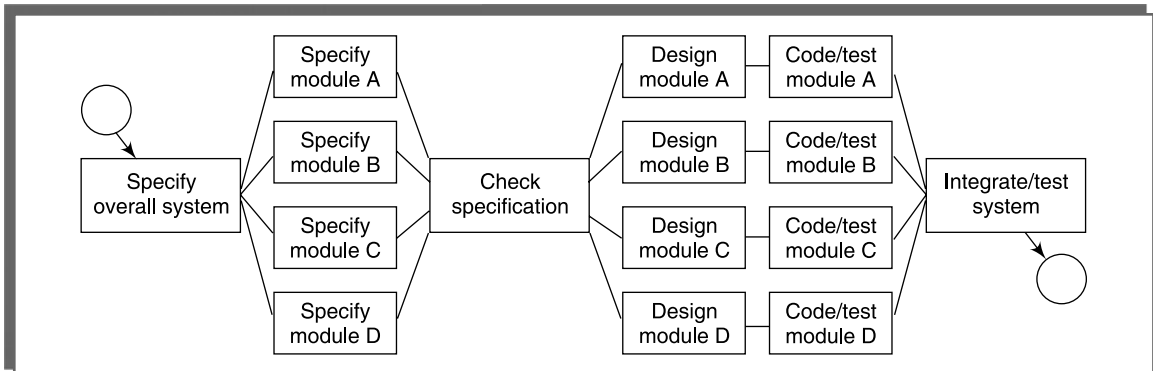 Specify
overall system
Specify
module A
Specify
module B
Specify
module C
Specify
module D
Check
specification
Design
module A
Code/test
module A
Design
module B
Code/test
module B
Design
module C
Code/test
module C
Design
module D
Code/test
module D
Integrate/test
system